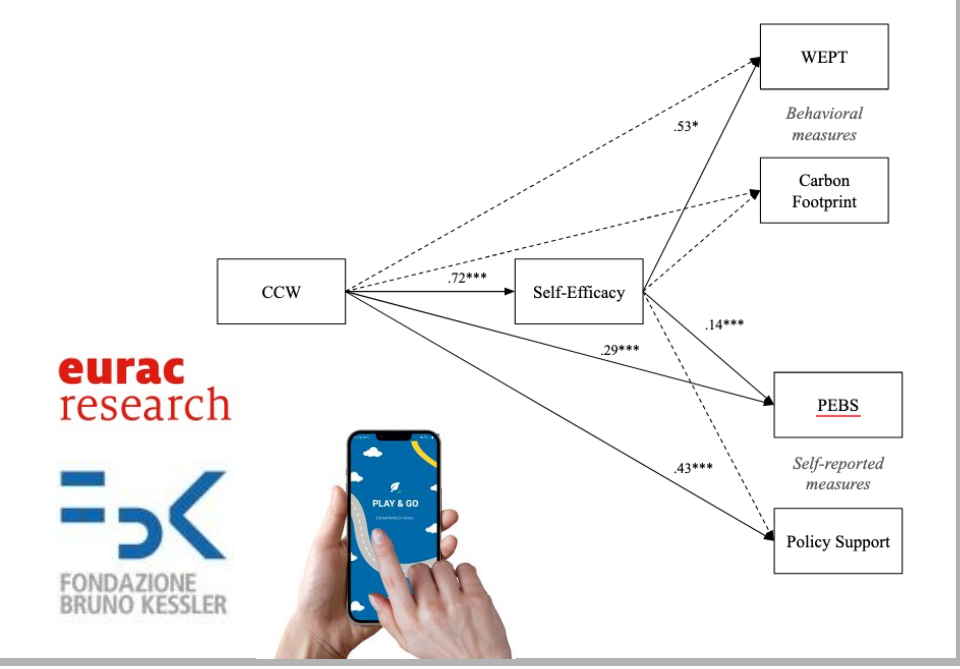 WEPT
Behavioral
measures
.53*
Carbon
Footprint
CCW
.72***
Self-Efficacy
.14***
.29***
PEBS
Self-reported
measures
.43***
Policy Support
eurac
research
FBK
FONDAZIONE
BRUNO KESSLER
PLAY & GO